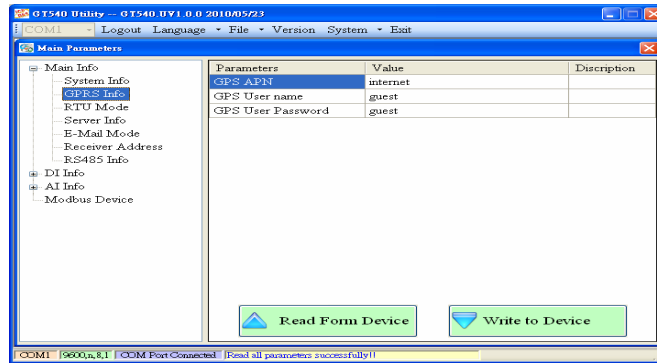 GT540 Utility -- GT540.UV1.0.0 2010/05/23
COM1 Logout Language File Version System Exit
Main Parameters
Main Info
System Info
GPRS Info
RTU Mode
Server Info
E-Mail Mode
Receiver Address
RS485 Info
DI Info
AI Info
Modbus Device
Parameters Value Discription
GPS APN internet
GPS User name guest
GPS User Password guest
Read Form Device Write to Device
COM1 9600,n,8,1 COM Port Connected Read all parameters successfully!!